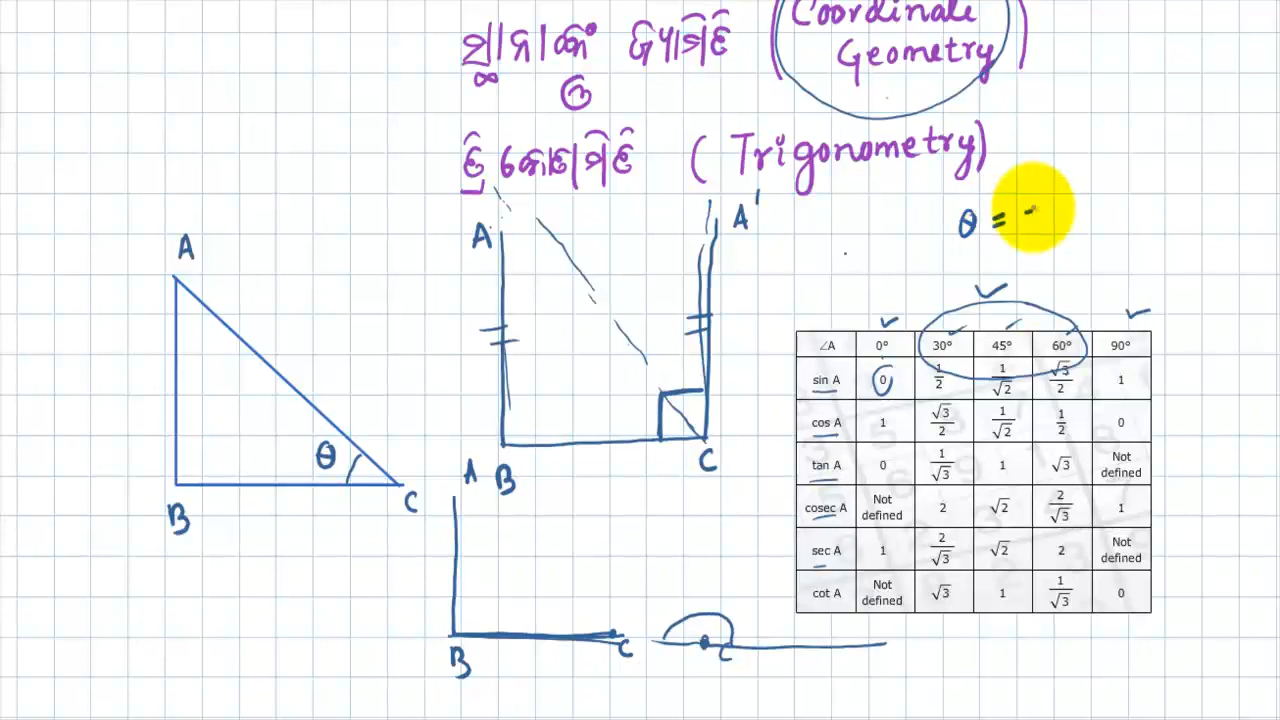 ସ୍ଥାନାଙ୍କ ଜ୍ୟାମିତି (Coordinate Geometry)
ତ୍ରିକୋଣମିତି (Trigonometry)
θ =
A
θ
B
C
A
A'
B
C
A
B
C
C
∠A 0° 30° 45° 60° 90°
sin A 0 1/2 1/√2 √3/2 1
cos A 1 √3/2 1/√2 1/2 0
tan A 0 1/√3 1 √3 Not defined
cosec A Not defined 2 √2 2/√3 1
sec A 1 2/√3 √2 2 Not defined
cot A Not defined √3 1 1/√3 0